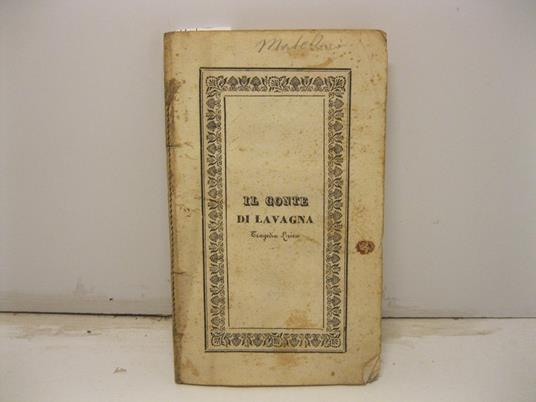 IL CONTE
DI LAVAGNA
Tragedia Lirica